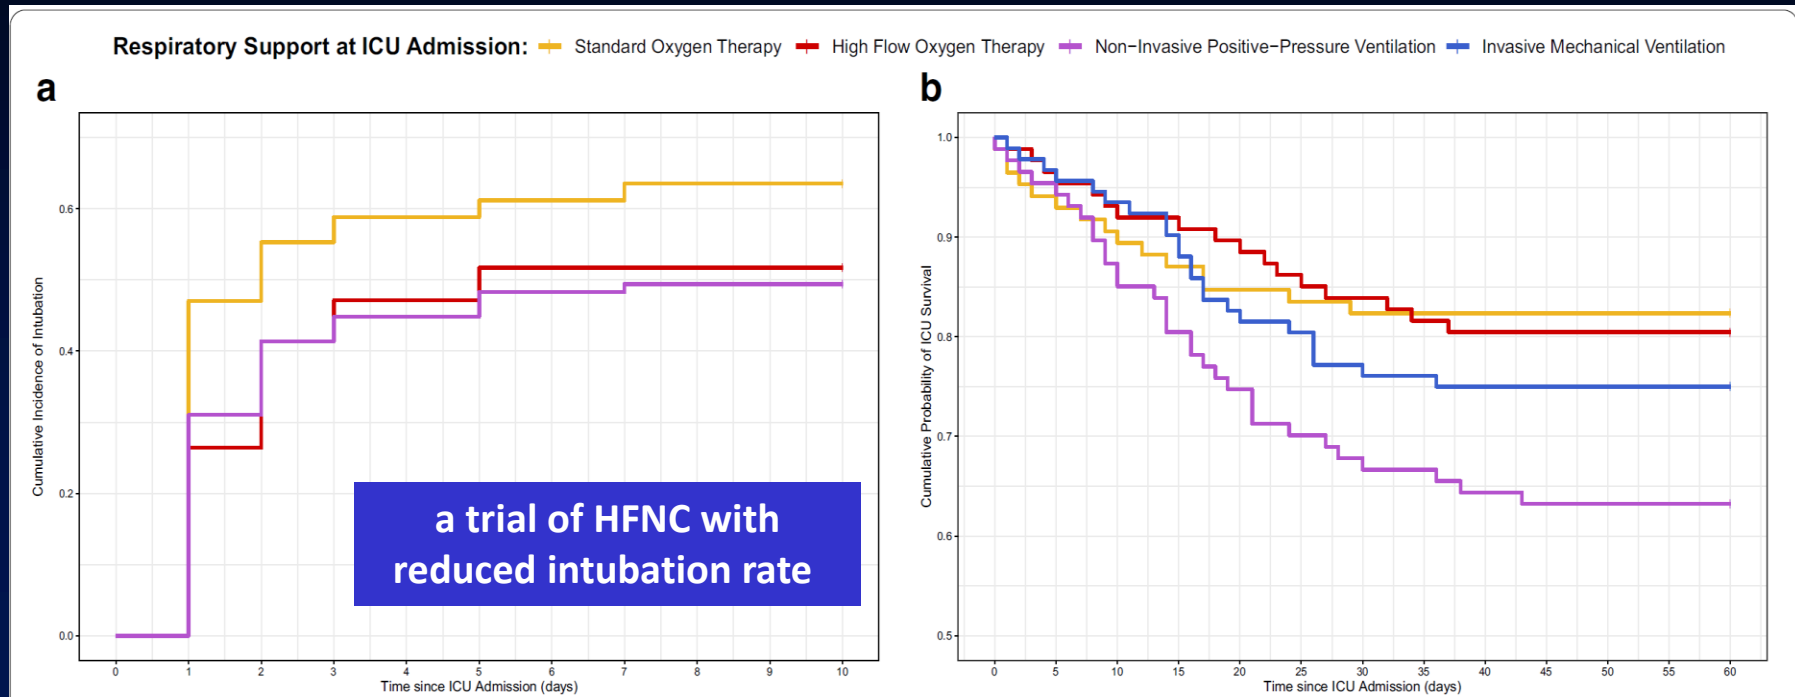 Respiratory Support at ICU Admission: Standard Oxygen Therapy High Flow Oxygen Therapy Non-Invasive Positive-Pressure Ventilation Invasive Mechanical Ventilation
a
Cumulative Incidence of Intubation
0.6
0.4
0.2
0.0
0 1 2 3 4 5 6 7 8 9 10
Time since ICU Admission (days)
a trial of HFNC with
reduced intubation rate
b
Cumulative Probability of ICU Survival
1.0
0.9
0.8
0.7
0.6
0.5
0 5 10 15 20 25 30 35 40 45 50 55 60
Time since ICU Admission (days)